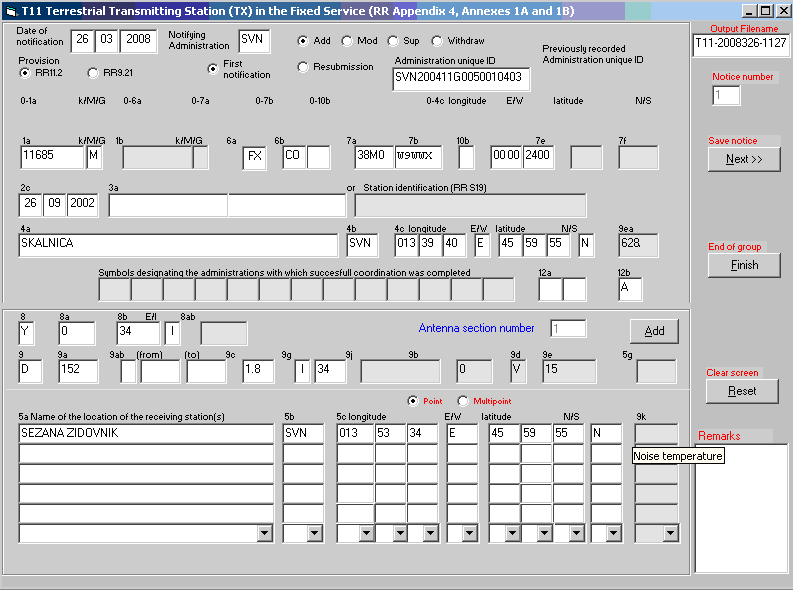 T11 Terrestrial Transmitting Station (TX) in the Fixed Service (RR Appendix 4, Annexes 1A and 1B)
Date of notification 26 03 2008 Notifying Administration SVN Add Mod Sup Withdraw Previously recorded Administration unique ID
Output Filename
T11-2008326-1127
Provision RR11.2 RR9.21 First notification Resubmission Administration unique ID
SVN200411G0050010403
Notice number
1
0-1a k/M/G 0-6a 0-7a 0-7b 0-10b 0-4c longitude E/W latitude N/S
1a k/M/G 1b k/M/G 6a 6b 7a 7b 10b 7e 7f
11685 M FX CO 38M0 W9WWX 0000 2400
Save notice
Next >>
2c 3a or Station identification (RR S19)
26 09 2002
4a 4b 4c longitude E/W latitude N/S 9ea
SKALNICA SVN 013 39 40 E 45 59 55 N 628
End of group
Finish
Symbols designating the administrations with which succesfull coordination was completed 12a 12b
A
8 8a 8b E/I 8ab
Y 0 34 I Antenna section number 1 Add
9 9a 9ab (from) (to) 9c 9g 9j 9b 9d 9e 5g
D 152 1.8 I 34 0 V 15
Clear screen
Reset
Point Multipoint
5a Name of the location of the receiving station(s) 5b 5c longitude E/W latitude N/S 9k
SEZANA ZIDOVNIK SVN 013 53 34 E 45 59 55 N
Remarks
Noise temperature